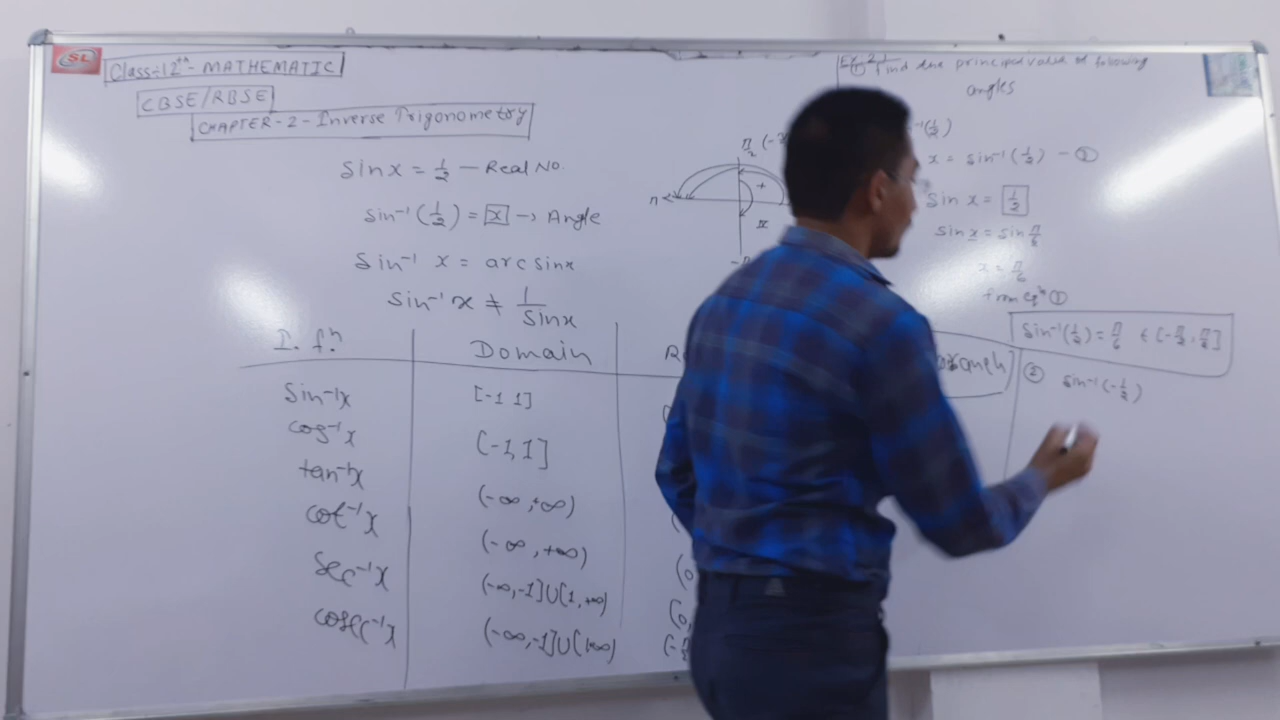 SL
Class:-12th - MATHEMATIC
CBSE/RBSE
CHAPTER-2-Inverse Trigonometry
Sin x = 1/2 — Real No.
sin⁻¹(1/2) = x → Angle
Sin⁻¹ x = arc sinx
Sin⁻¹x ≠ 1/Sinx
I. fⁿ Domain
Sin⁻¹x [-1 1]
cos⁻¹x [-1, 1]
tan⁻¹x (-∞, +∞)
cot⁻¹x (-∞, +∞)
Sec⁻¹x (-∞,-1]∪[1,+∞)
cosec⁻¹x (-∞,-1]∪[1+∞)
π/2
+
π
find the principal value of following
angles
x = sin⁻¹(1/2) - ①
Sin x = 1/2
sin x = sin π/6
x = π/6
from eqⁿ ①
Sin⁻¹(1/2) = π/6 ∈ [-π/2, π/2]
② sin⁻¹(-1/2)